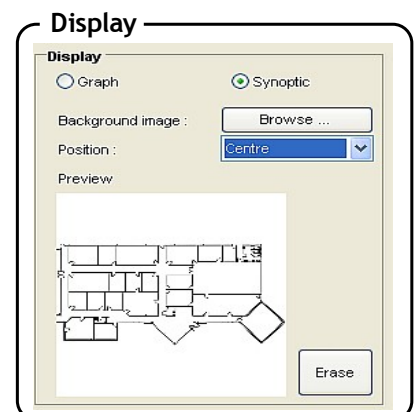 Display
Display
Graph Synoptic
Background image : Browse ...
Position : Centre
Preview
Erase